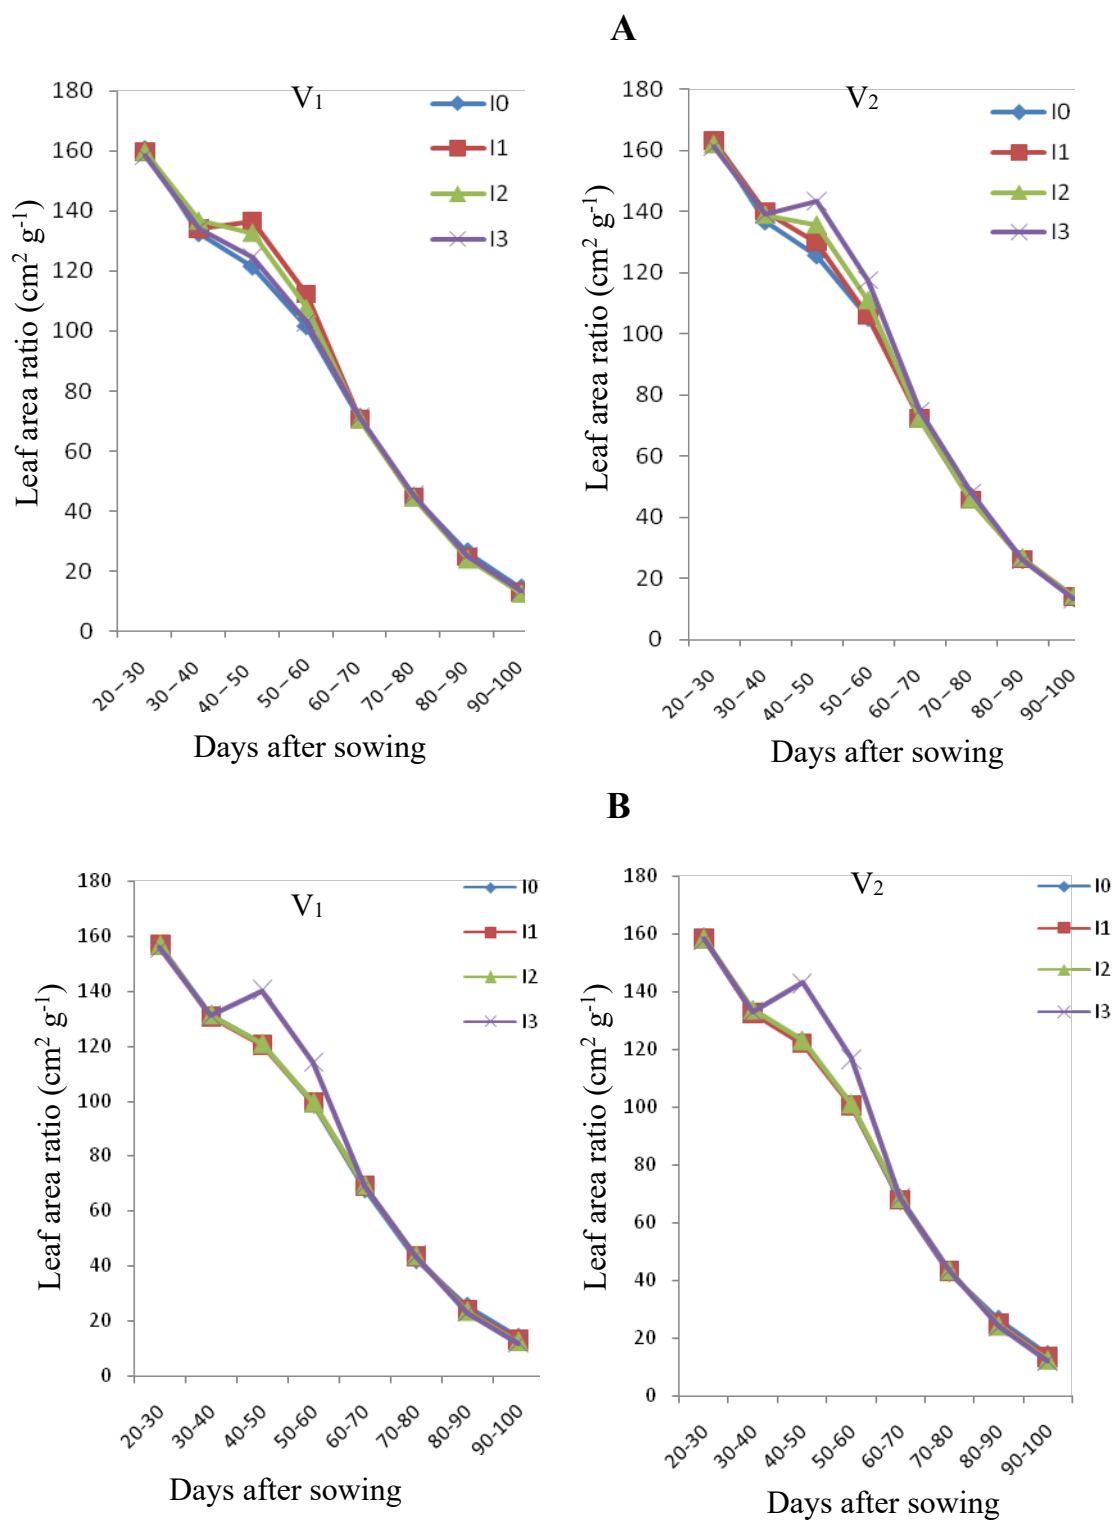 A
V1
I0
I1
I2
I3
180
160
140
120
100
80
60
40
20
0
Leaf area ratio (cm2 g-1)
20–30
30–40
40–50
50–60
60–70
70–80
80–90
90–100
Days after sowing
V2
I0
I1
I2
I3
180
160
140
120
100
80
60
40
20
0
Leaf area ratio (cm2 g-1)
20–30
30–40
40–50
50–60
60–70
70–80
80–90
90–100
Days after sowing
B
V1
I0
I1
I2
I3
180
160
140
120
100
80
60
40
20
0
Leaf area ratio (cm2 g-1)
20-30
30-40
40-50
50-60
60-70
70-80
80-90
90-100
Days after sowing
V2
I0
I1
I2
I3
180
160
140
120
100
80
60
40
20
0
Leaf area ratio (cm2 g-1)
20-30
30-40
40-50
50-60
60-70
70-80
80-90
90-100
Days after sowing